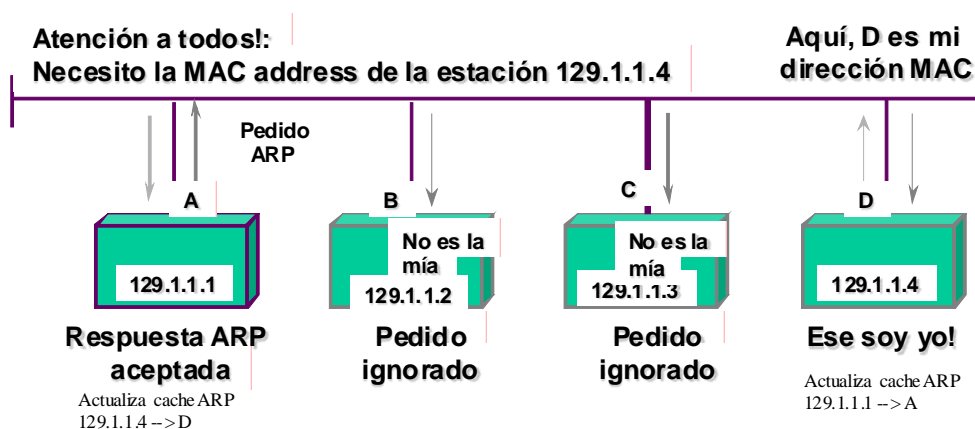 Atención a todos!:
Necesito la MAC address de la estación 129.1.1.4
Aquí, D es mi
dirección MAC
Pedido
ARP
A
B
C
D
No es la
mía
No es la
mía
129.1.1.1
129.1.1.2
129.1.1.3
129.1.1.4
Respuesta ARP
aceptada
Pedido
ignorado
Pedido
ignorado
Ese soy yo!
Actualiza cache ARP
129.1.1.4 --> D
Actualiza cache ARP
129.1.1.1 --> A